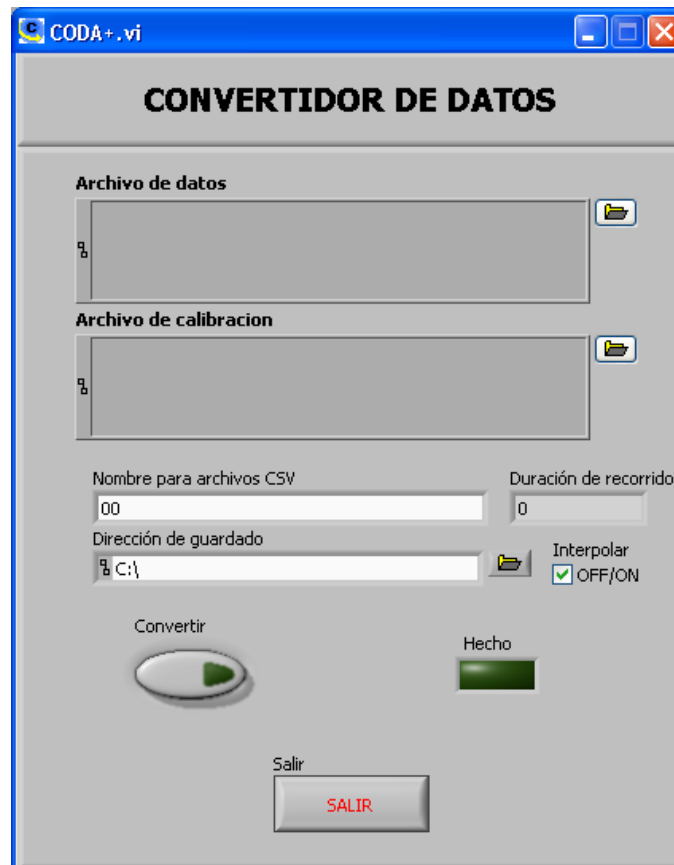 CODA+.vi
CONVERTIDOR DE DATOS
Archivo de datos
Archivo de calibracion
Nombre para archivos CSV
Duración de recorrido
00
0
Dirección de guardado
C:\
Interpolar
OFF/ON
Convertir
Hecho
Salir
SALIR